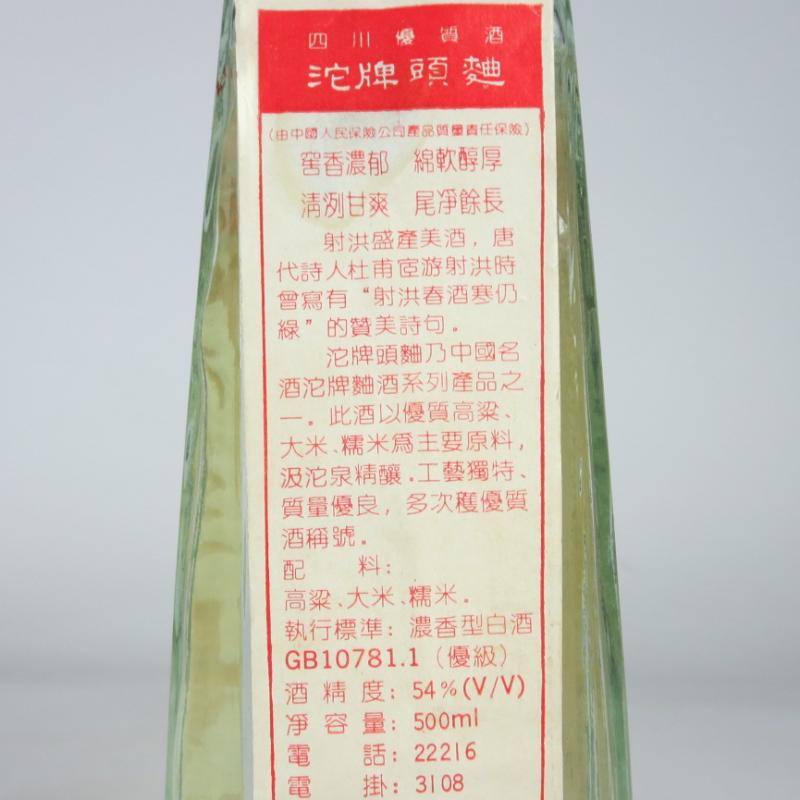 四川優質酒
沱牌頭麯
(由中國人民保險公司產品質量責任保險)
窖香濃郁 綿軟醇厚
清洌甘爽 尾淨餘長
射洪盛產美酒，唐
代詩人杜甫宦游射洪時
曾寫有“射洪春酒寒仍
綠”的贊美詩句。
沱牌頭麯乃中國名
酒沱牌麯酒系列產品之
一。此酒以優質高粱、
大米、糯米爲主要原料，
汲沱泉精釀．工藝獨特、
質量優良，多次穫優質
酒稱號。
配 料：
高粱、大米、糯米。
執行標準：濃香型白酒
GB10781.1（優級）
酒精度：54%(V/V)
净容量：500ml
電 話：22216
電 掛：3108